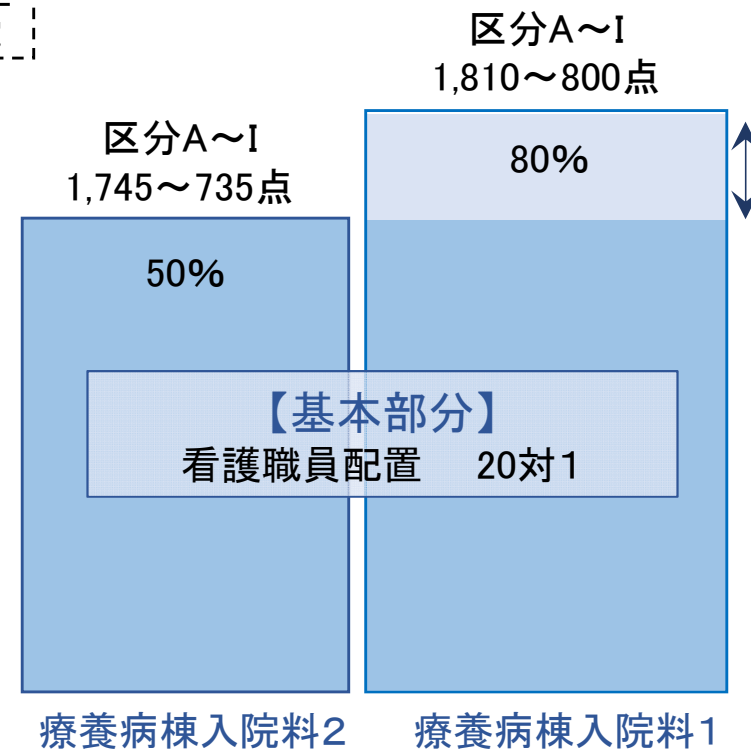 区分A～I
1,810～800点
区分A～I
1,745～735点
80%
50%
【基本部分】
看護職員配置　20対1
療養病棟入院料2
療養病棟入院料1